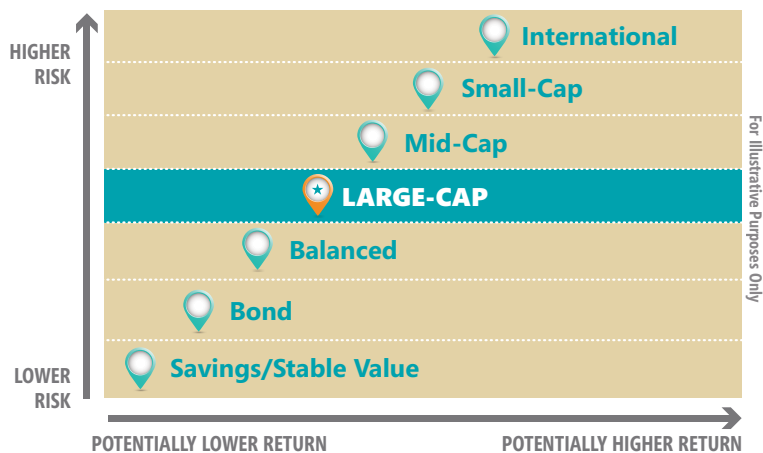 HIGHER
RISK
International
Small-Cap
Mid-Cap
LARGE-CAP
Balanced
Bond
Savings/Stable Value
LOWER
RISK
POTENTIALLY LOWER RETURN
POTENTIALLY HIGHER RETURN
For Illustrative Purposes Only